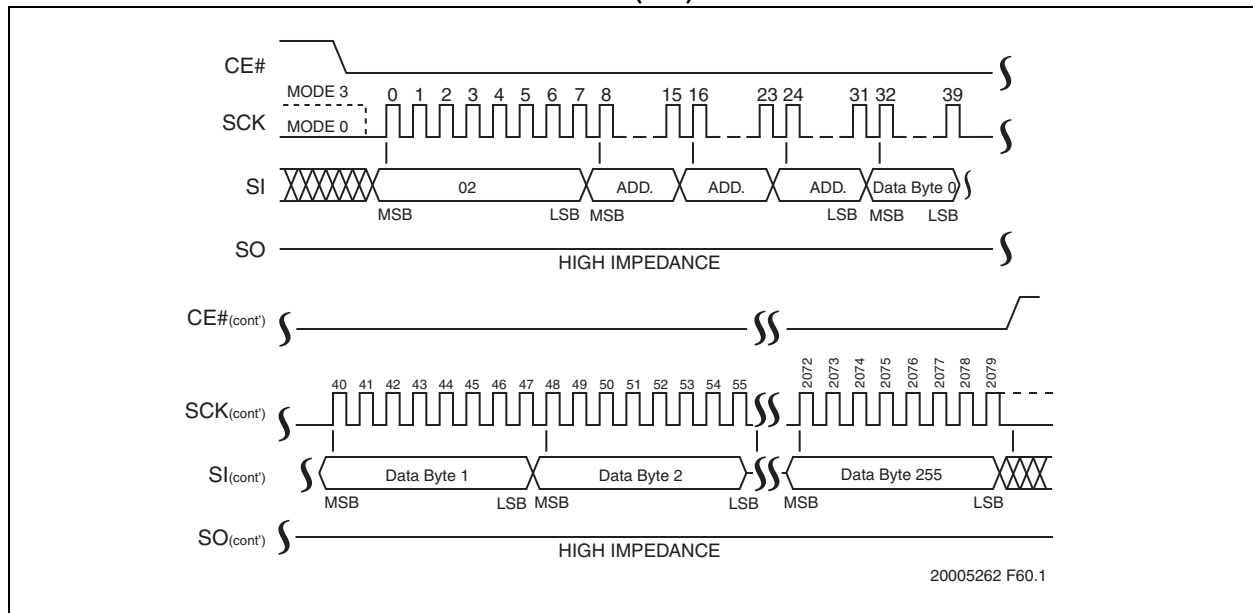 CE#
MODE 3
0 1 2 3 4 5 6 7 8 15 16 23 24 31 32 39
SCK
MODE 0
SI
02 ADD. ADD. ADD. Data Byte 0
MSB LSB MSB LSB MSB LSB
SO
HIGH IMPEDANCE
CE#(cont')
40 41 42 43 44 45 46 47 48 49 50 51 52 53 54 55 2072 2073 2074 2075 2076 2077 2078 2079
SCK(cont')
SI(cont')
Data Byte 1 Data Byte 2 Data Byte 255
MSB LSB MSB LSB MSB LSB
SO(cont')
HIGH IMPEDANCE
20005262 F60.1